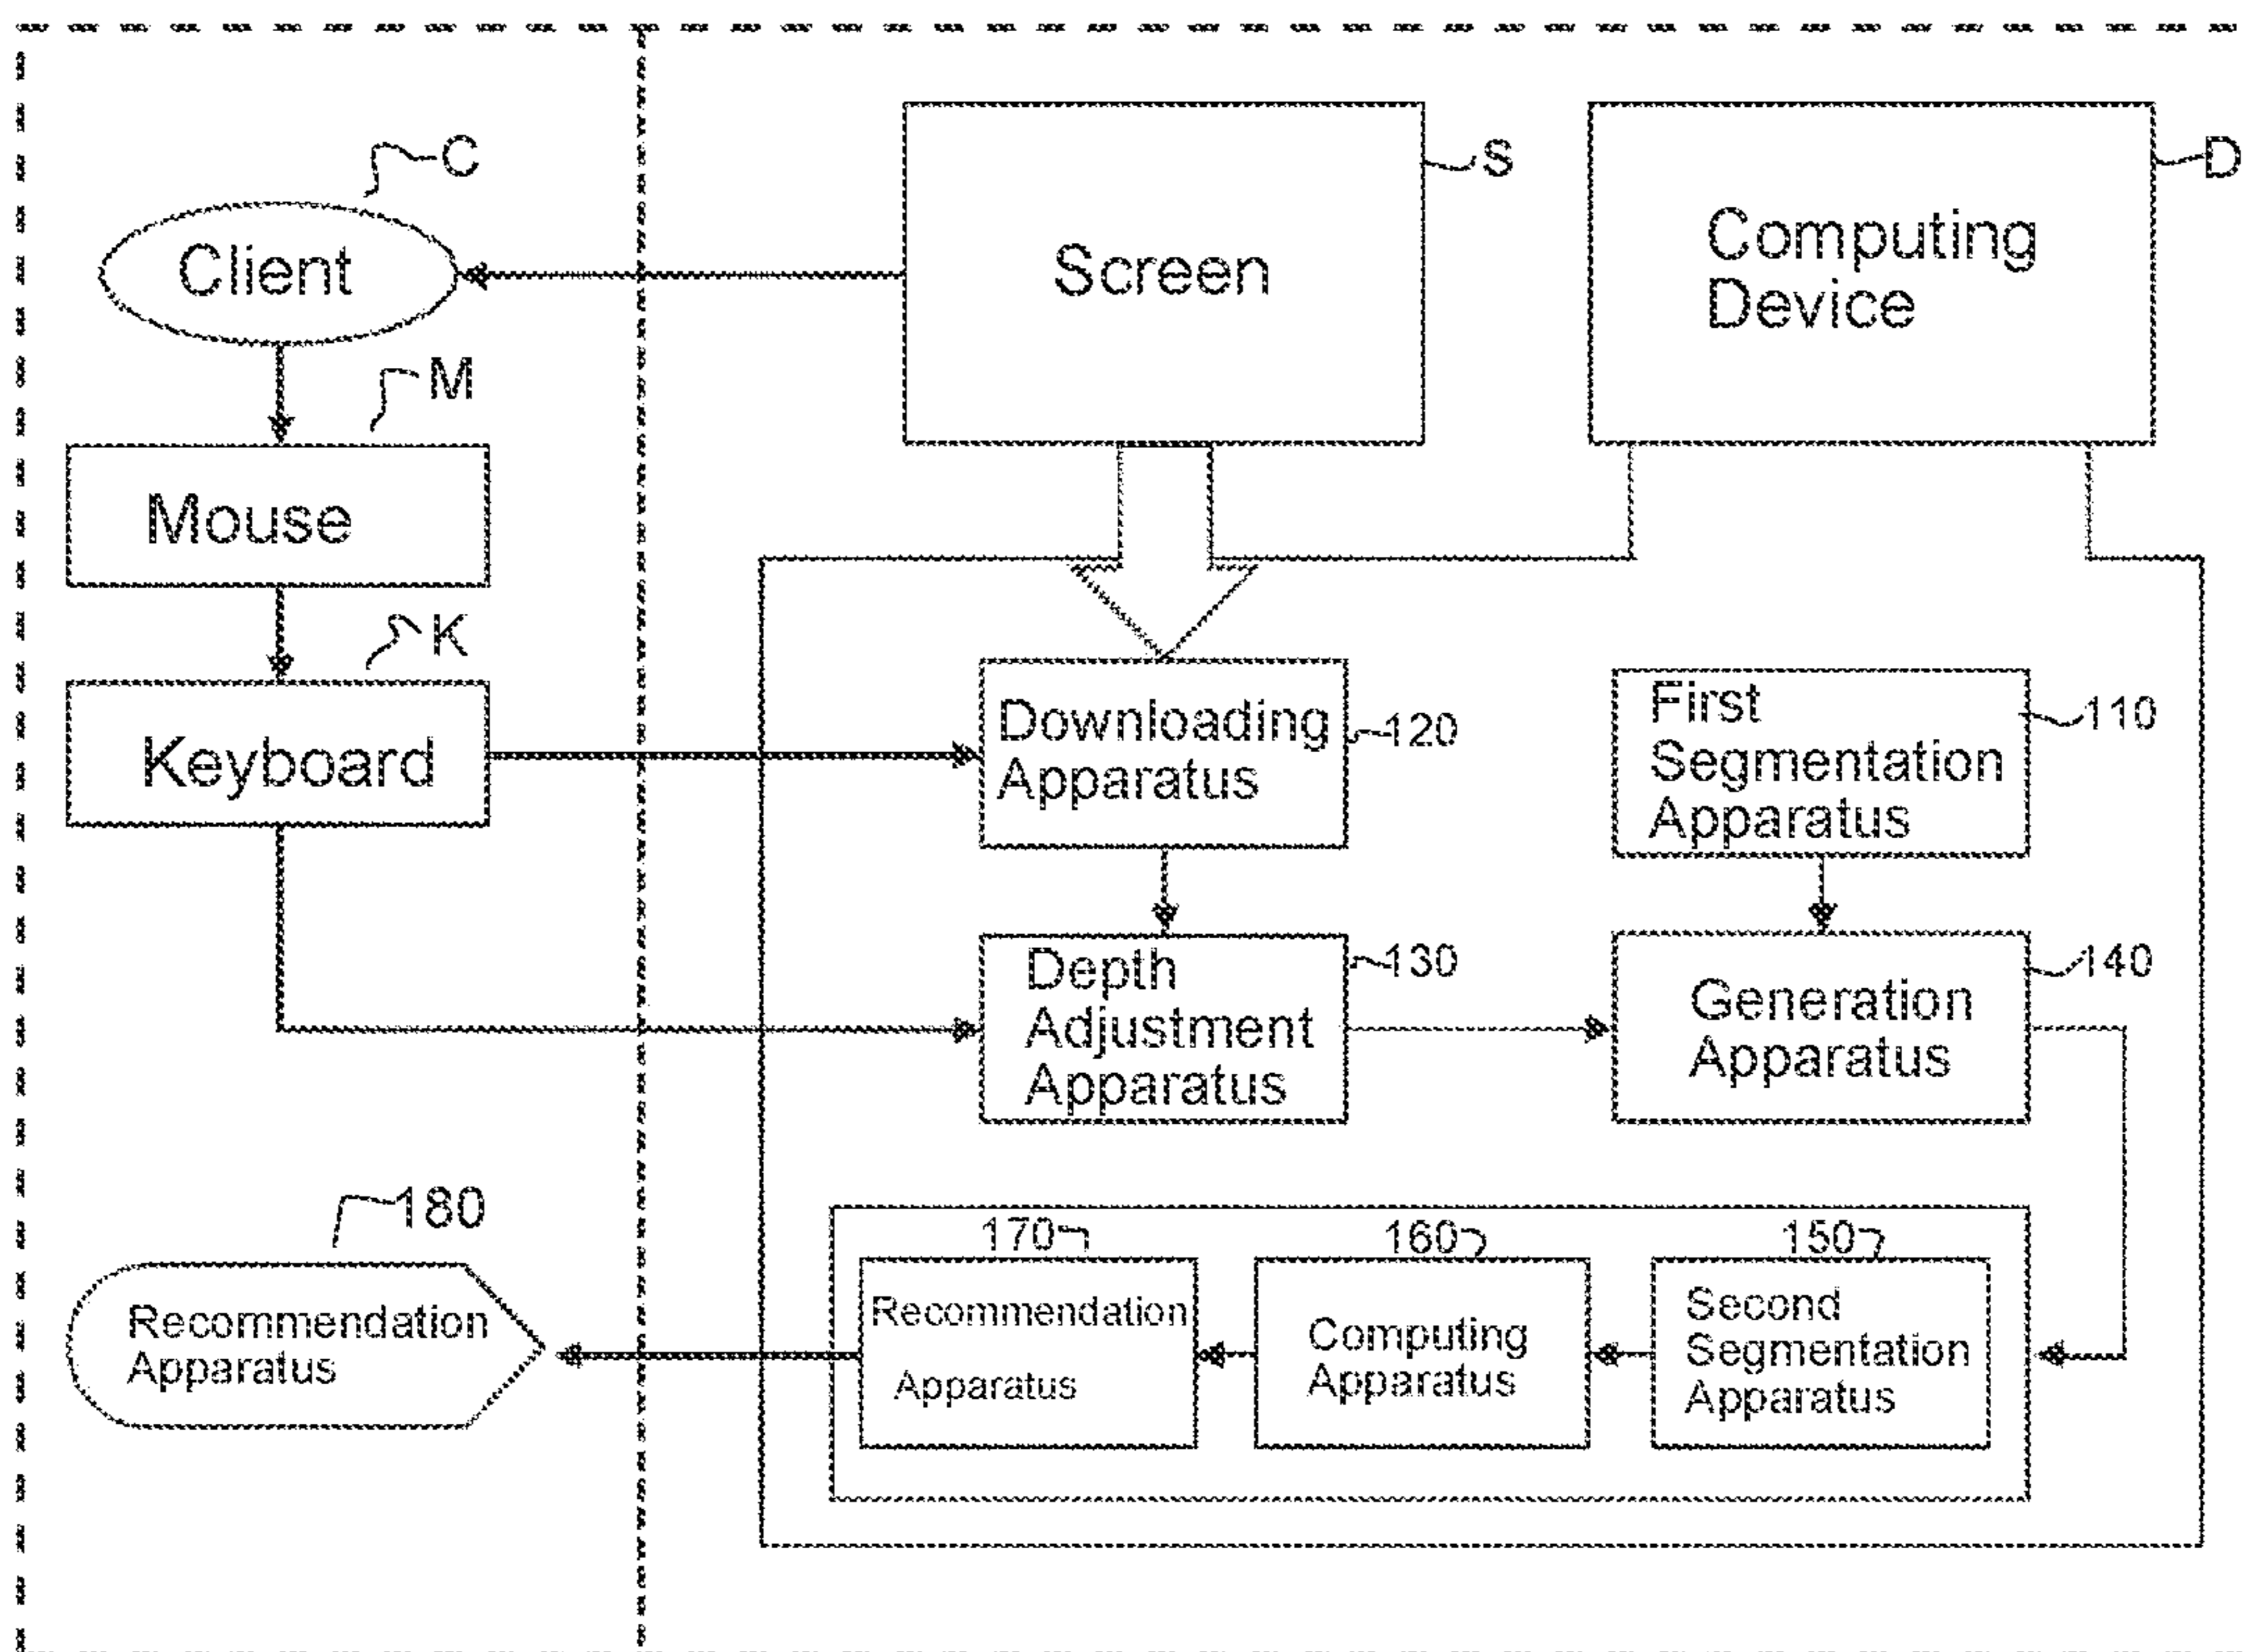 C
S
D
Client
Screen
Computing
Device
M
Mouse
K
Keyboard
Downloading
Apparatus
120
First
Segmentation
Apparatus
110
Depth
Adjustment
Apparatus
130
Generation
Apparatus
140
180
Recommendation
Apparatus
170
Recommendation
Apparatus
160
Computing
Apparatus
150
Second
Segmentation
Apparatus